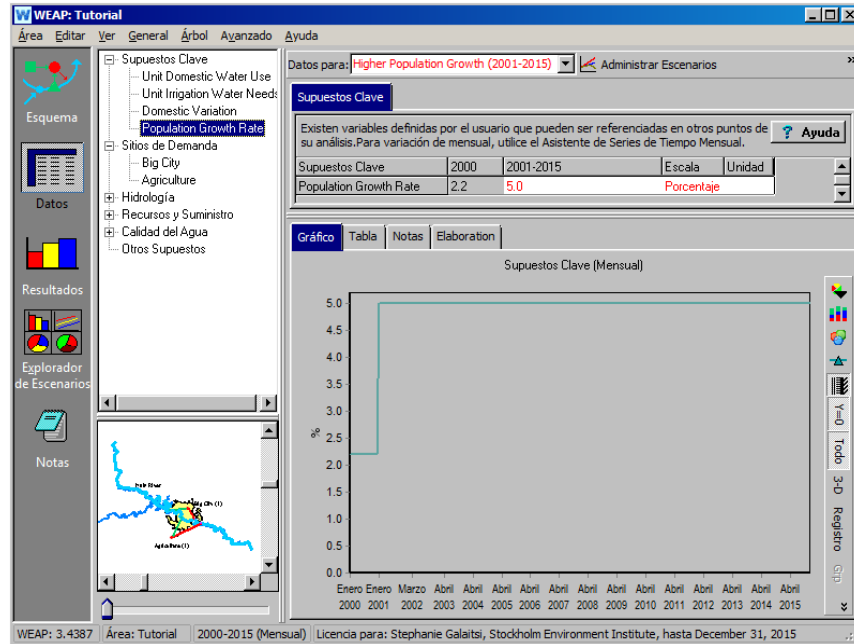 WEAP: Tutorial
Área Editar Ver General Árbol Avanzado Ayuda
Esquema
Datos
Resultados
Explorador
de Escenarios
Notas
Supuestos Clave
Unit Domestic Water Use
Unit Irrigation Water Needs
Domestic Variation
Population Growth Rate
Sitios de Demanda
Big City
Agriculture
Hidrología
Recursos y Suministro
Calidad del Agua
Otros Supuestos
Main River
Big City (1)
Agriculture (1)
Datos para: Higher Population Growth (2001-2015) Administrar Escenarios »
Supuestos Clave
Existen variables definidas por el usuario que pueden ser referenciadas en otros puntos de
su análisis.Para variación de mensual, utilice el Asistente de Series de Tiempo Mensual.
? Ayuda
Supuestos Clave 2000 2001-2015 Escala Unidad
Population Growth Rate 2.2 5.0 Porcentaje
Gráfico Tabla Notas Elaboration
Supuestos Clave (Mensual)
5.0
4.5
4.0
3.5
3.0
2.5
2.0
1.5
1.0
0.5
0.0
%
Enero Enero Marzo Abril Abril Abril Abril Abril Abril Abril Abril Abril Abril Abril Abril Abril
2000 2001 2002 2003 2004 2005 2006 2007 2008 2009 2010 2011 2012 2013 2014 2015
Y=0
Todo
3-D
Registro
Grp
WEAP: 3.4387 Área: Tutorial 2000-2015 (Mensual) Licencia para: Stephanie Galaitsi, Stockholm Environment Institute, hasta December 31, 2015